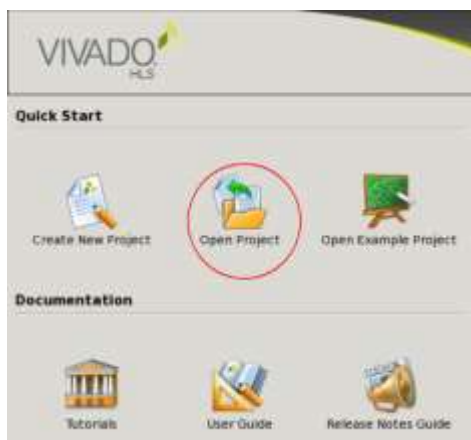 VIVADO
HLS
Quick Start
Create New Project
Open Project
Open Example Project
Documentation
Tutorials
User Guide
Release Notes Guide